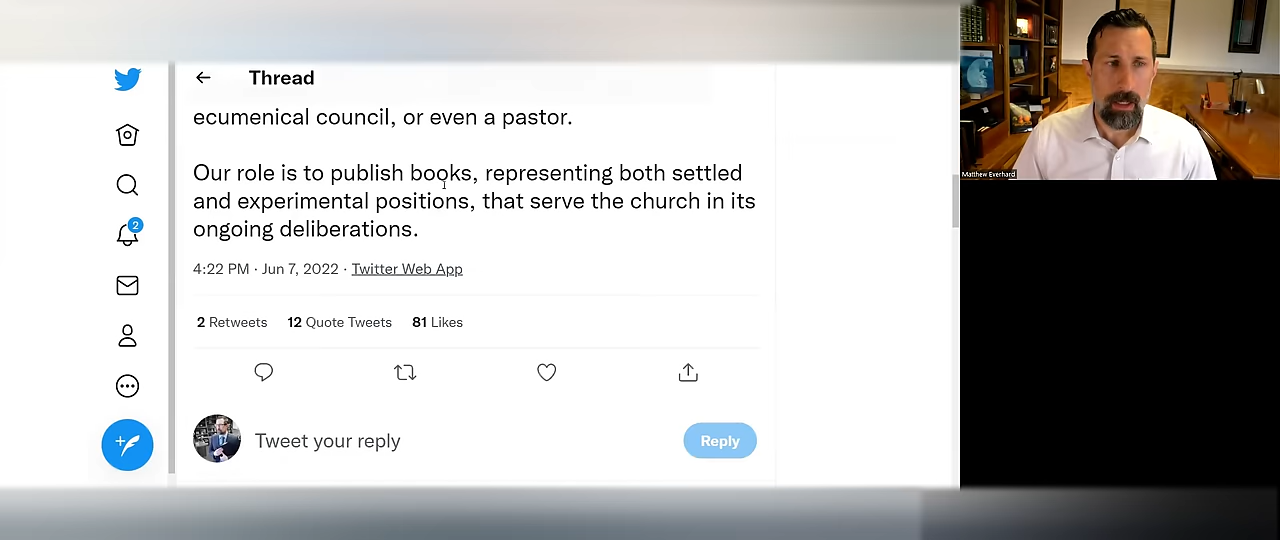 Thread
ecumenical council, or even a pastor.
Our role is to publish books, representing both settled
and experimental positions, that serve the church in its
ongoing deliberations.
4:22 PM · Jun 7, 2022 · Twitter Web App
2 Retweets 12 Quote Tweets 81 Likes
2
Tweet your reply
Reply
Matthew Everhard